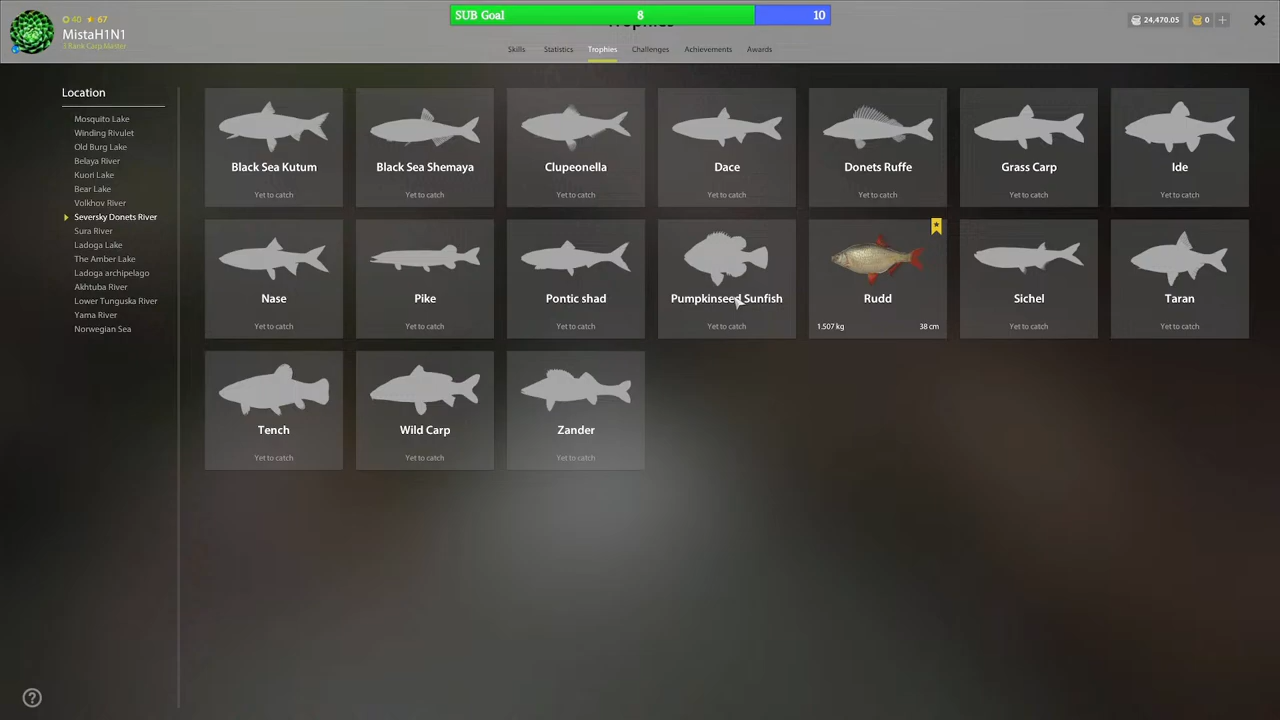 40 67
MistaH1N1
SUB Goal 8 10
Trophies
24,470.05 0
Skills Statistics Trophies Challenges Achievements Awards
Location
Mosquito Lake
Winding Rivulet
Old Burg Lake
Belaya River
Kuori Lake
Bear Lake
Volkhov River
Seversky Donets River
Sura River
Ladoga Lake
The Amber Lake
Ladoga archipelago
Akhtuba River
Lower Tunguska River
Yama River
Norwegian Sea
Black Sea Kutum
Yet to catch
Black Sea Shemaya
Yet to catch
Clupeonella
Yet to catch
Dace
Yet to catch
Donets Ruffe
Yet to catch
Grass Carp
Yet to catch
Ide
Yet to catch
Nase
Yet to catch
Pike
Yet to catch
Pontic shad
Yet to catch
Pumpkinseed Sunfish
Yet to catch
Rudd
1.507 kg 38 cm
Sichel
Yet to catch
Taran
Yet to catch
Tench
Yet to catch
Wild Carp
Yet to catch
Zander
Yet to catch